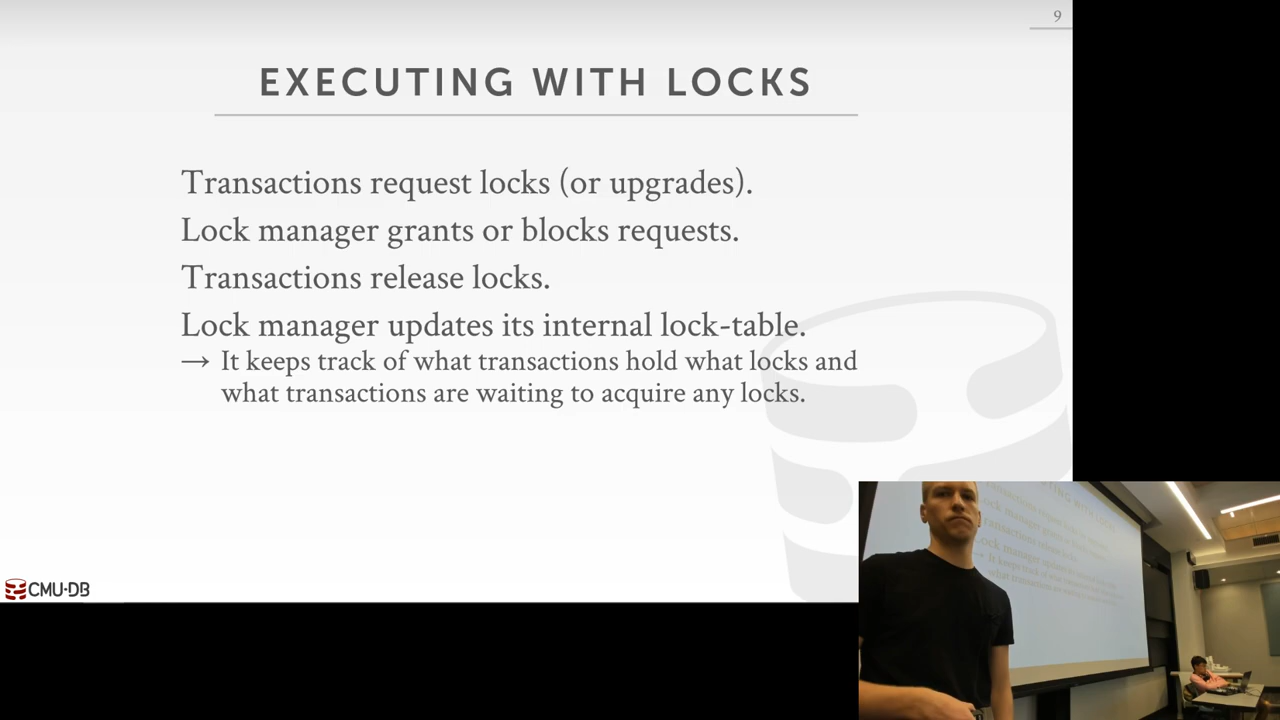 9
EXECUTING WITH LOCKS
Transactions request locks (or upgrades).
Lock manager grants or blocks requests.
Transactions release locks.
Lock manager updates its internal lock-table.
→ It keeps track of what transactions hold what locks and
what transactions are waiting to acquire any locks.
CMU·DB